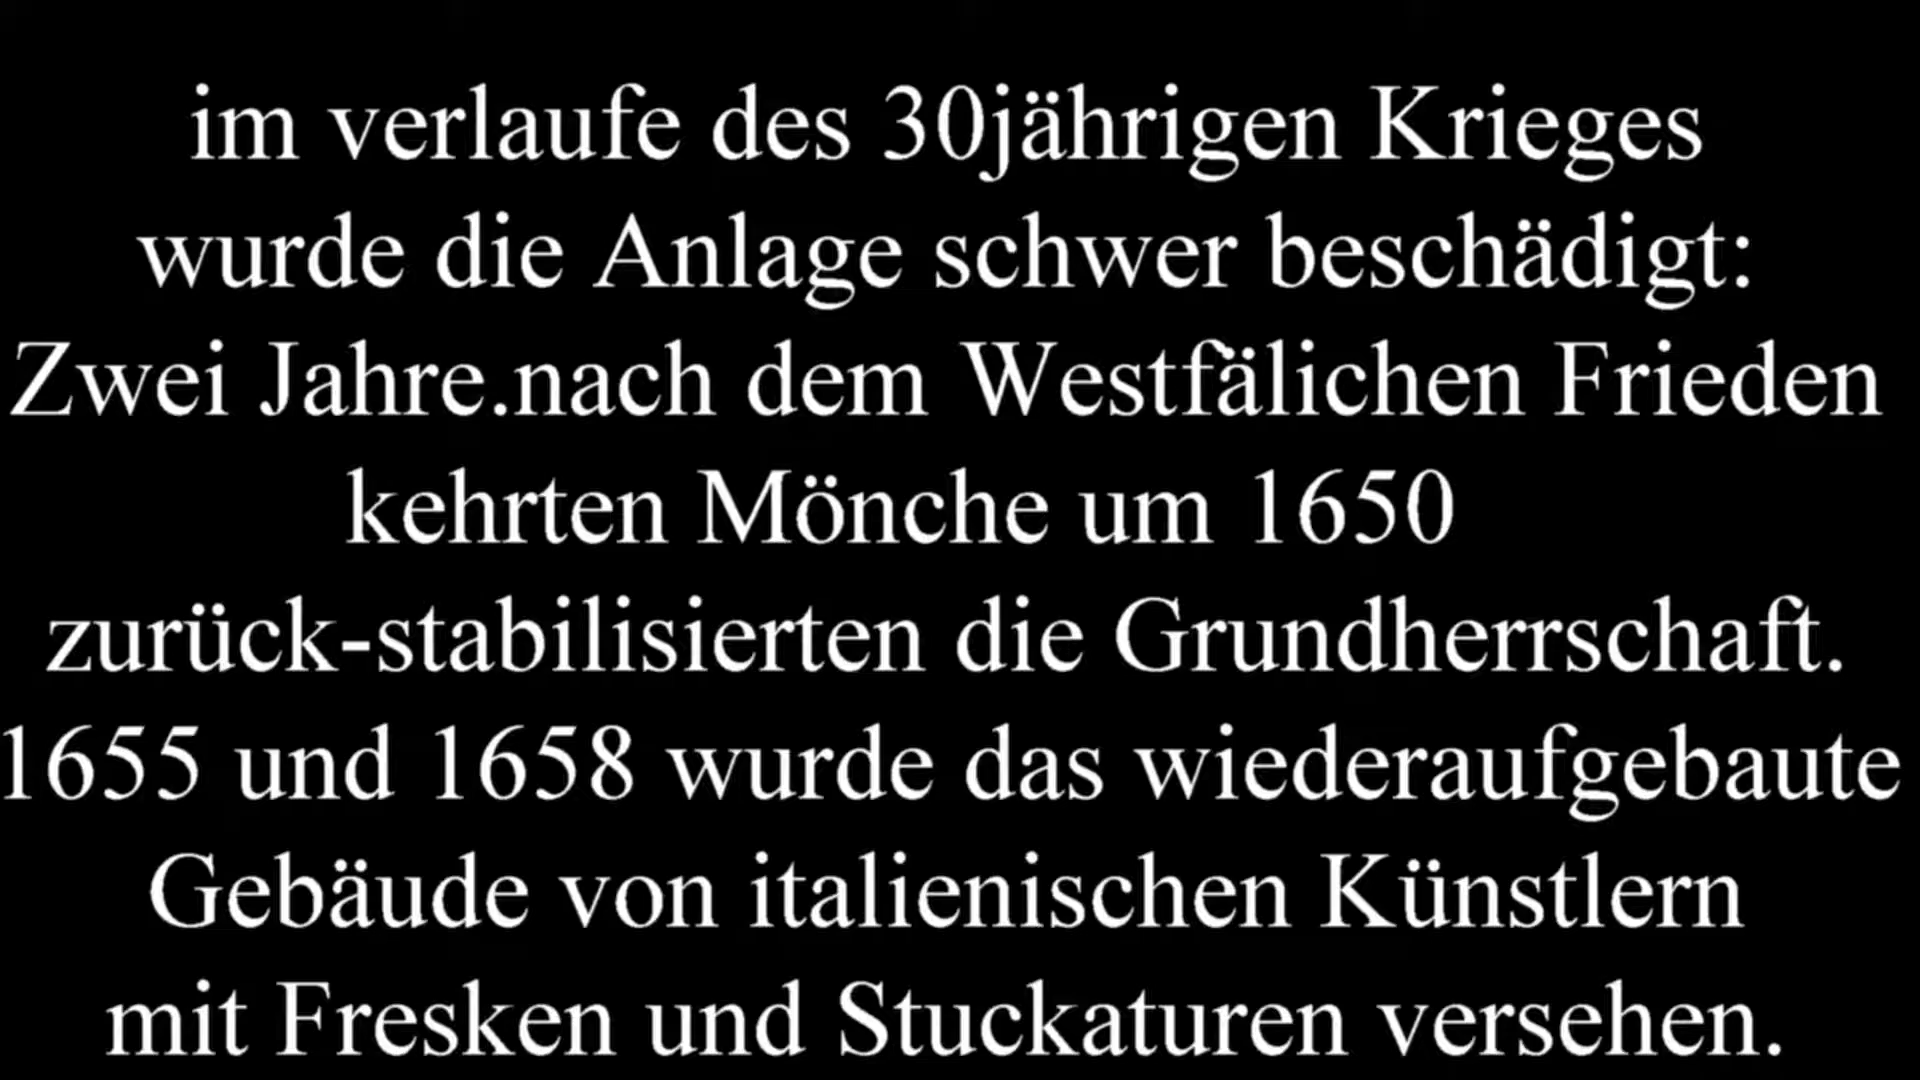 im verlaufe des 30jährigen Krieges
wurde die Anlage schwer beschädigt:
Zwei Jahre.nach dem Westfälichen Frieden
kehrten Mönche um 1650
zurück-stabilisierten die Grundherrschaft.
1655 und 1658 wurde das wiederaufgebaute
Gebäude von italienischen Künstlern
mit Fresken und Stuckaturen versehen.